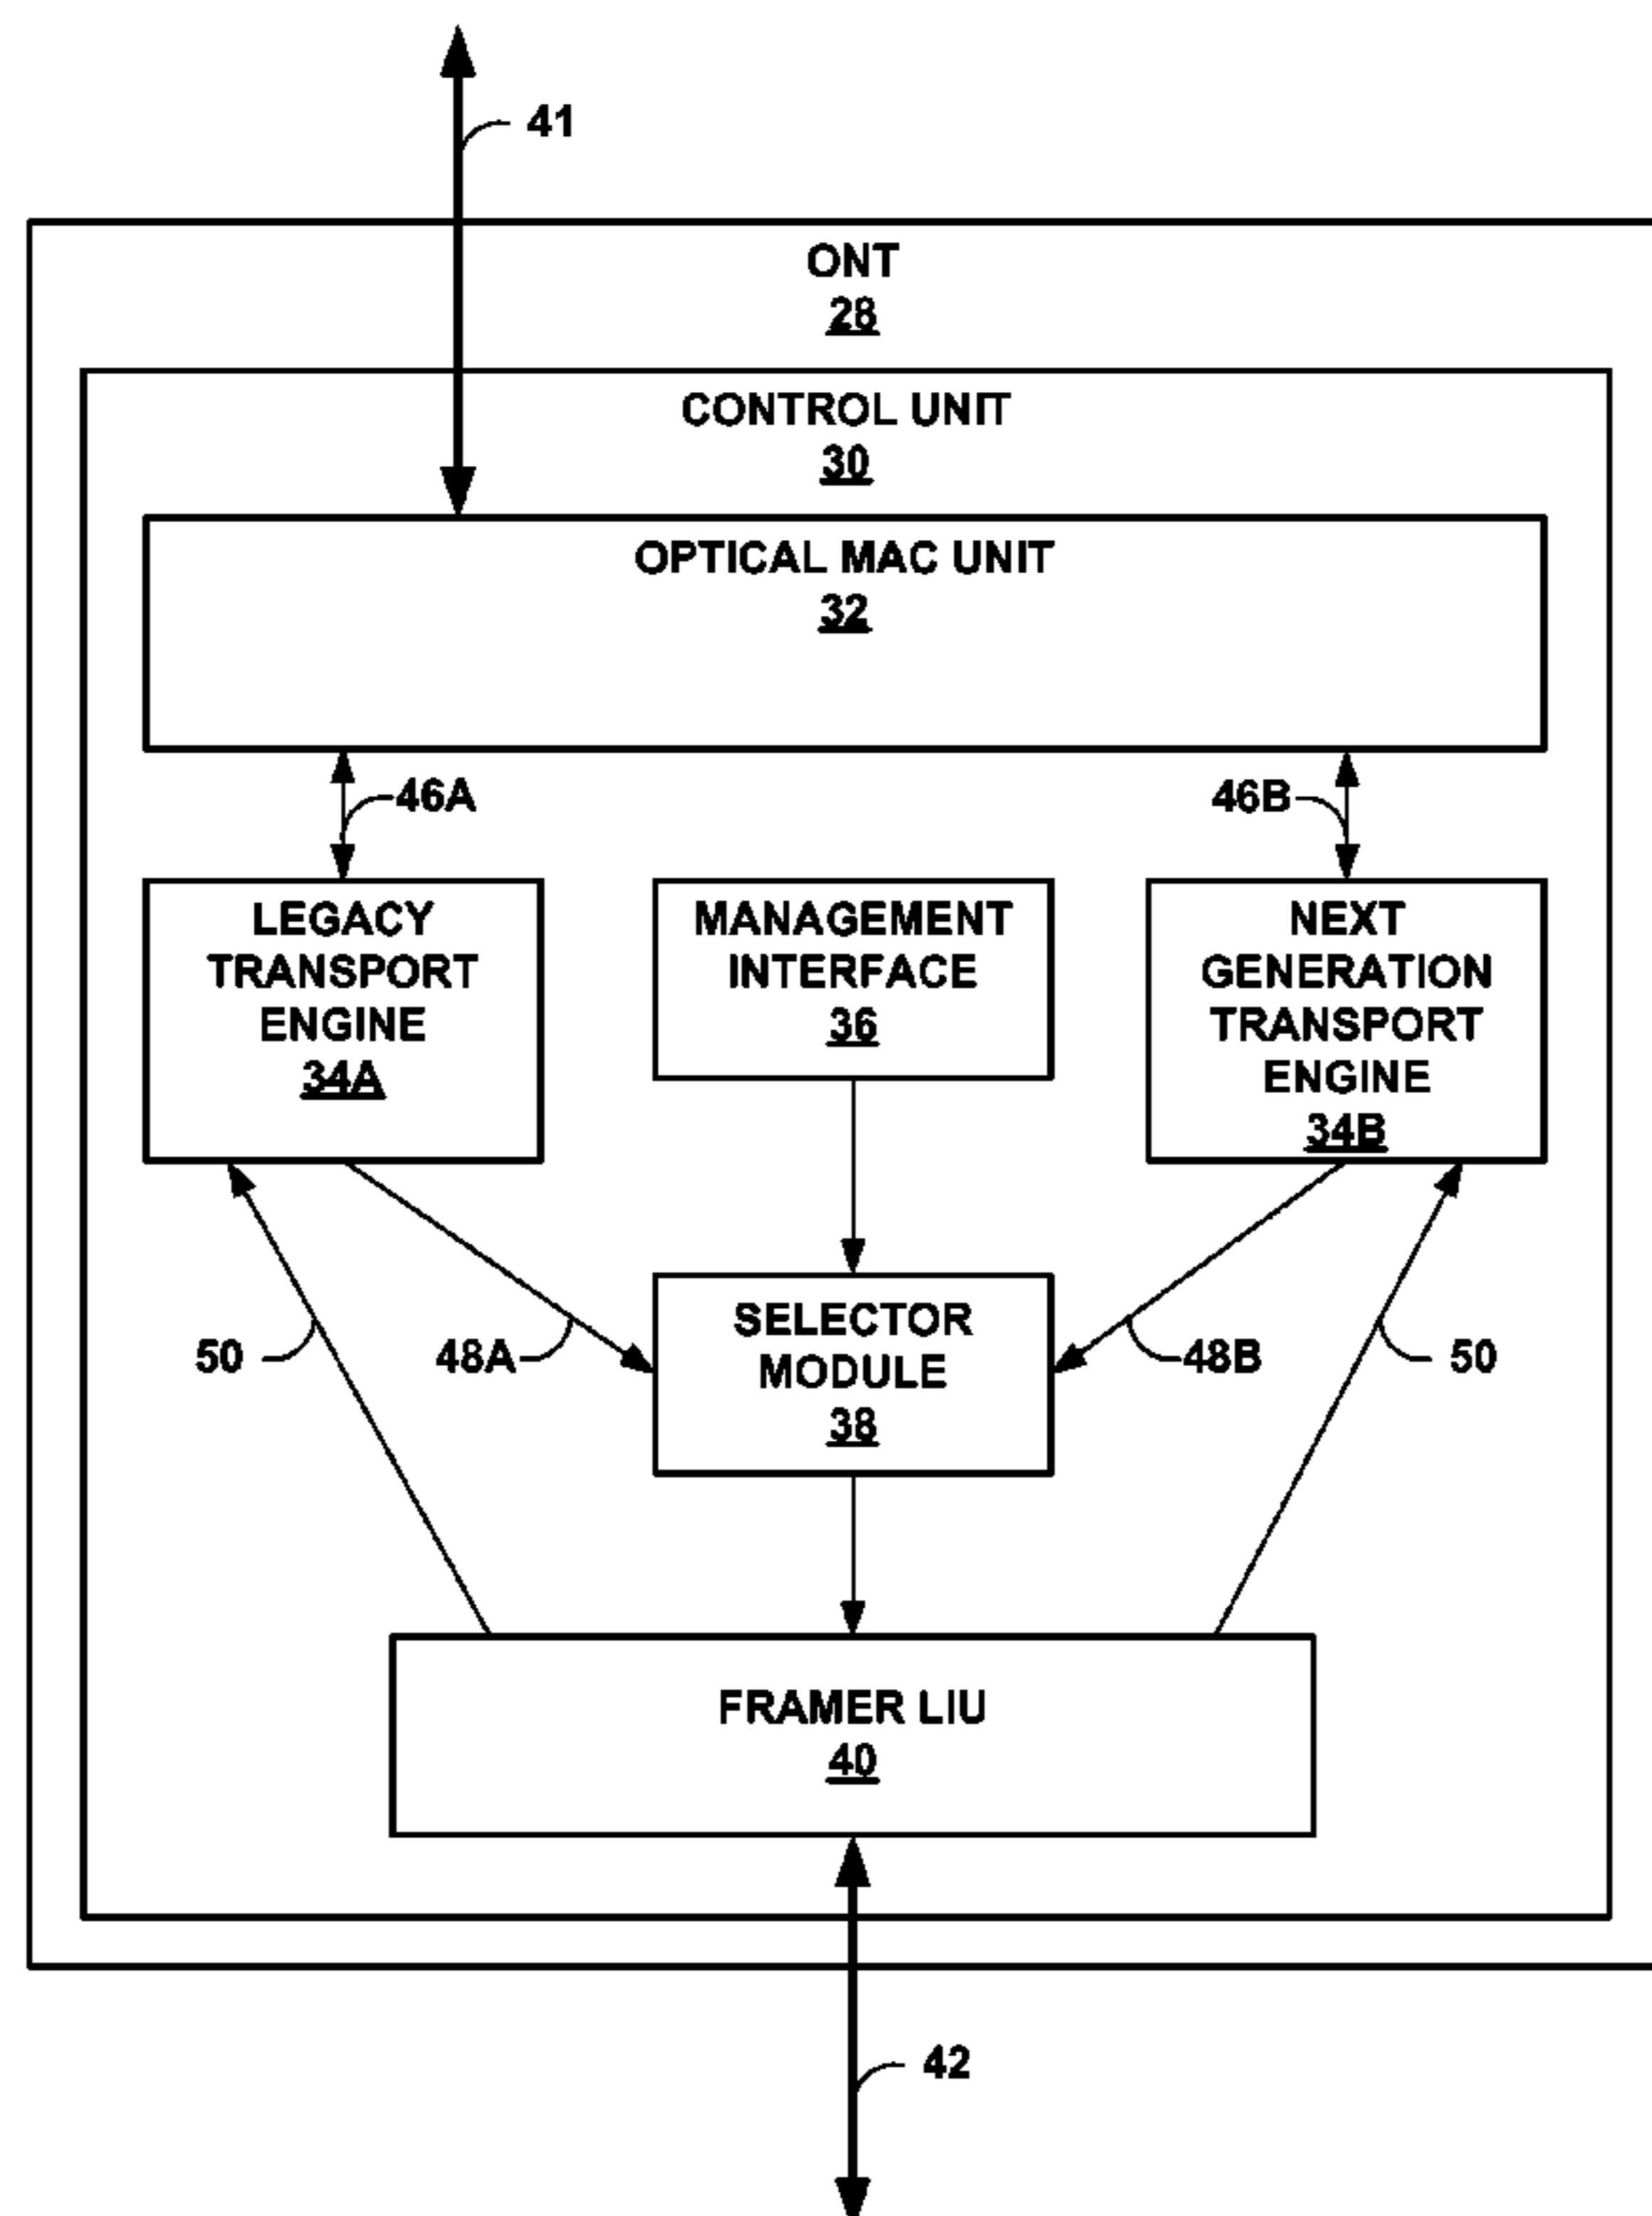 41
ONT
28
CONTROL UNIT
30
OPTICAL MAC UNIT
32
46A
46B
LEGACY
TRANSPORT
ENGINE
34A
MANAGEMENT
INTERFACE
36
NEXT
GENERATION
TRANSPORT
ENGINE
34B
50
48A
SELECTOR
MODULE
38
48B
50
FRAMER LIU
40
42